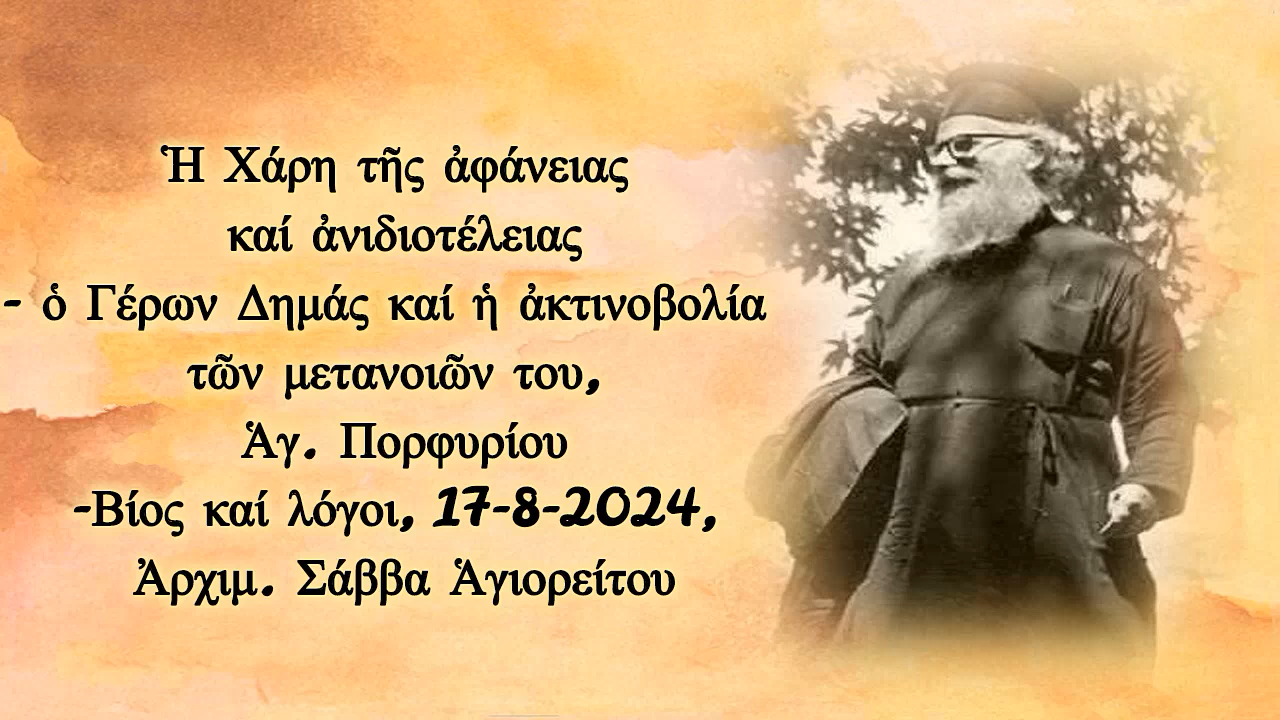 Ἡ Χάρη τῆς ἀφάνειας
καί ἀνιδιοτέλειας
- ὁ Γέρων Δημάς καί ἡ ἀκτινοβολία
τῶν μετανοιῶν του,
Ἁγ. Πορφυρίου
-Βίος καί λόγοι, 17-8-2024,
Ἀρχιμ. Σάββα Ἁγιορείτου